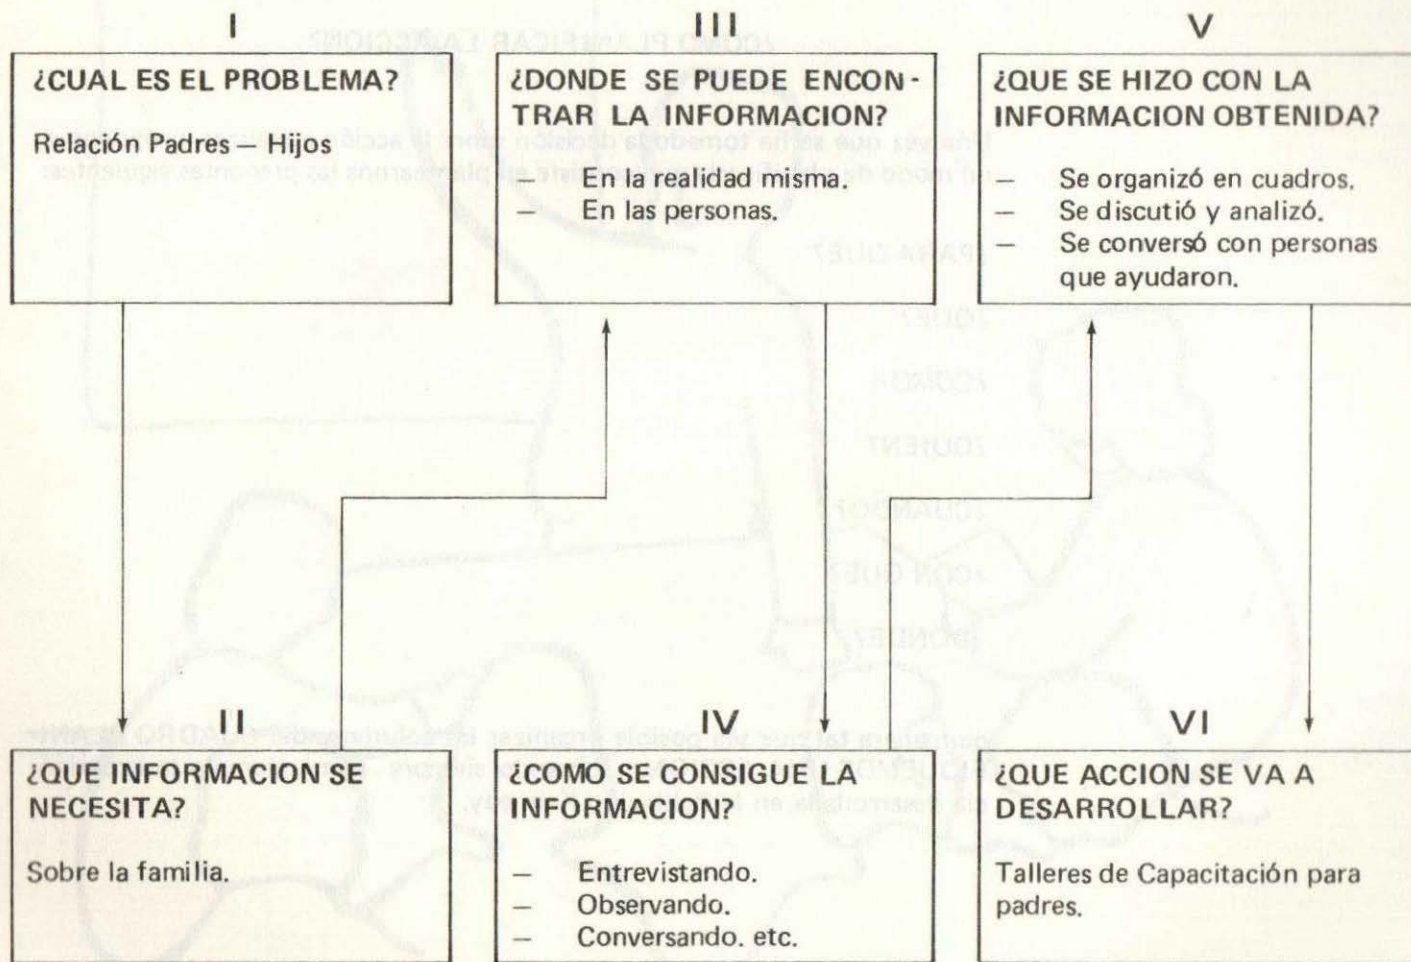 I
¿CUAL ES EL PROBLEMA?
Relación Padres – Hijos
II
¿QUE INFORMACION SE
NECESITA?
Sobre la familia.
III
¿DONDE SE PUEDE ENCON-
TRAR LA INFORMACION?
– En la realidad misma.
– En las personas.
IV
¿COMO SE CONSIGUE LA
INFORMACION?
– Entrevistando.
– Observando.
– Conversando. etc.
V
¿QUE SE HIZO CON LA
INFORMACION OBTENIDA?
– Se organizó en cuadros.
– Se discutió y analizó.
– Se conversó con personas
que ayudaron.
VI
¿QUE ACCION SE VA A
DESARROLLAR?
Talleres de Capacitación para
padres.